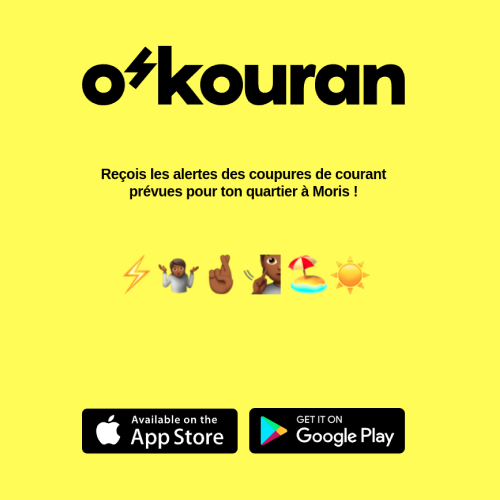 o⚡kouran
Reçois les alertes des coupures de courant
prévues pour ton quartier à Moris !
Available on the
App Store
GET IT ON
Google Play